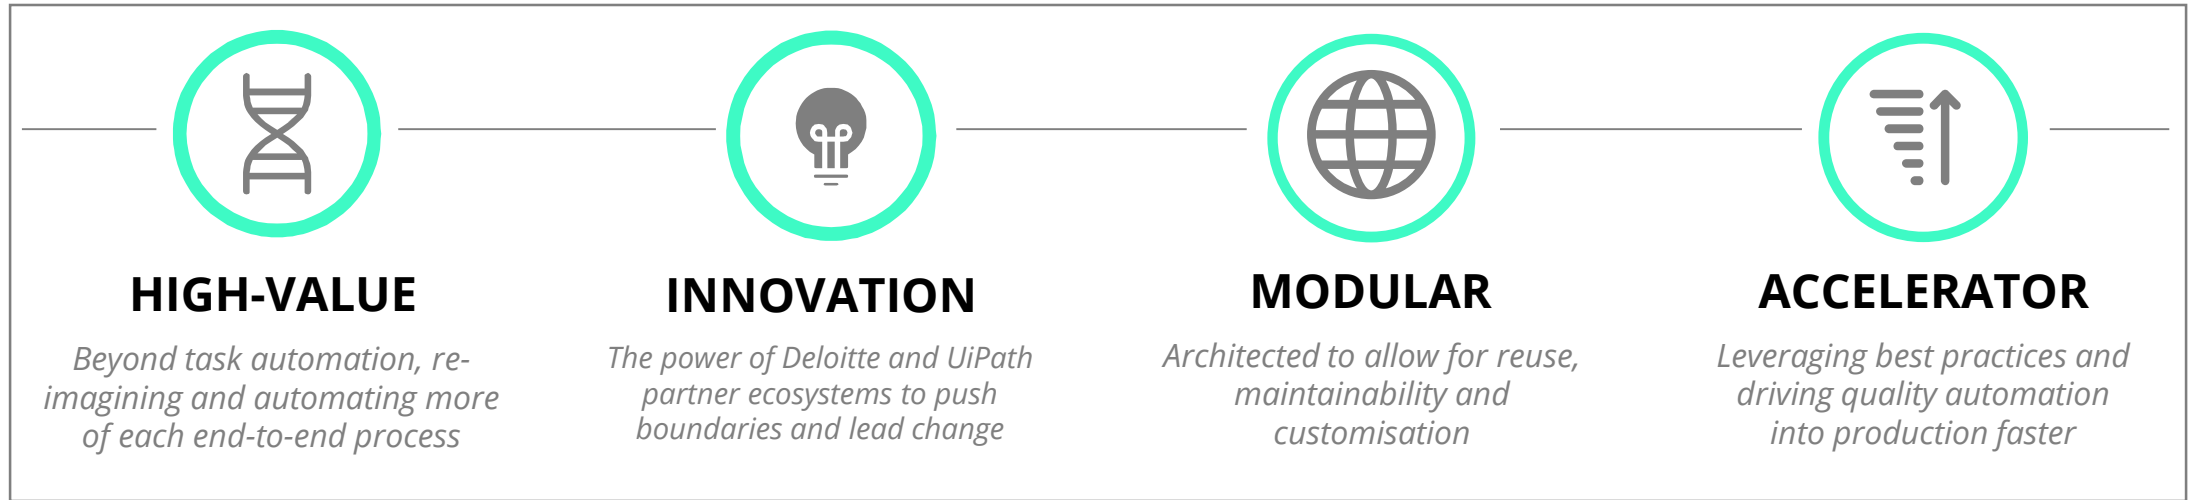 HIGH-VALUE
Beyond task automation, re-
imagining and automating more
of each end-to-end process
INNOVATION
The power of Deloitte and UiPath
partner ecosystems to push
boundaries and lead change
MODULAR
Architected to allow for reuse,
maintainability and
customisation
ACCELERATOR
Leveraging best practices and
driving quality automation
into production faster